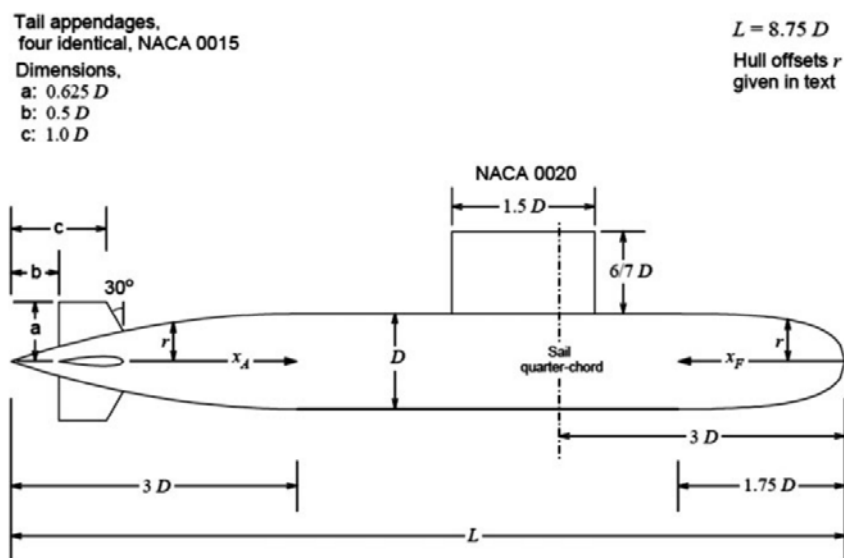 Tail appendages,
four identical, NACA 0015
Dimensions,
a: 0.625 D
b: 0.5 D
c: 1.0 D
L = 8.75 D
Hull offsets r
given in text
NACA 0020
1.5 D
c
b
30°
6/7 D
a
r
x_A
D
Sail
quarter-chord
x_F
r
3 D
3 D
1.75 D
L